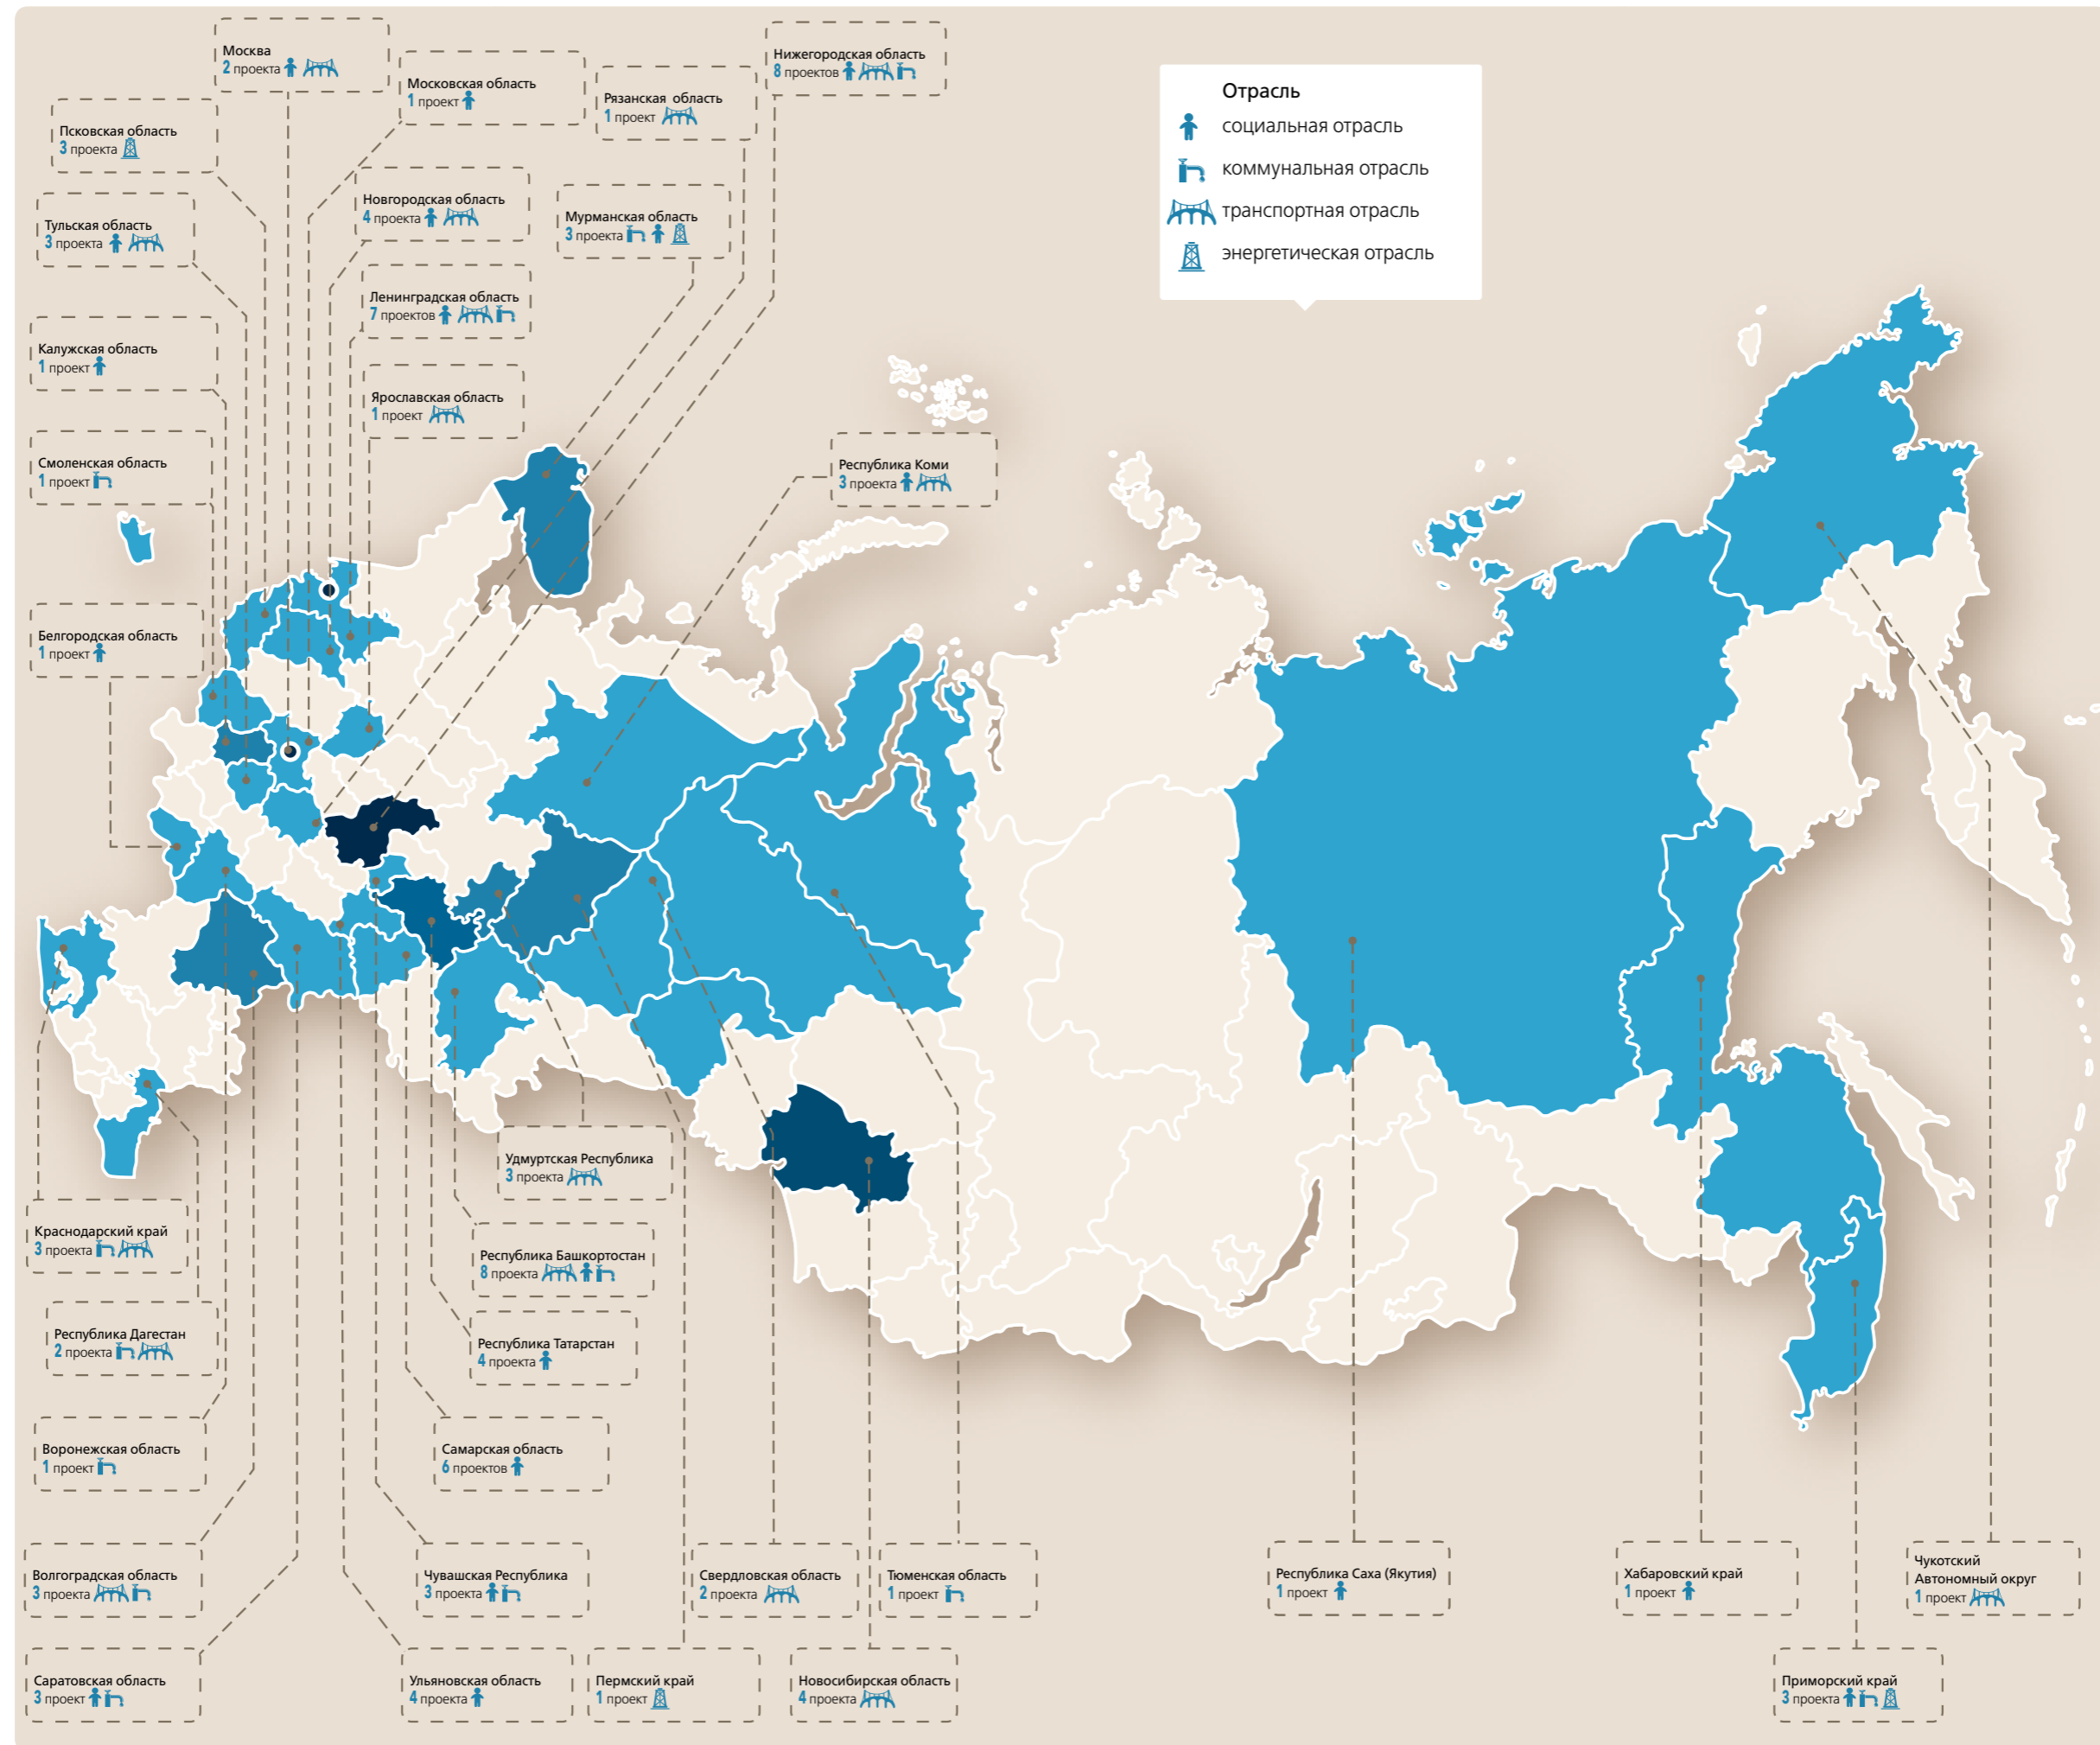 Москва
2 проекта
Московская область
1 проект
Рязанская область
1 проект
Нижегородская область
8 проектов
Отрасль
социальная отрасль
коммунальная отрасль
транспортная отрасль
энергетическая отрасль
Псковская область
3 проекта
Новгородская область
4 проекта
Мурманская область
3 проекта
Тульская область
3 проекта
Ленинградская область
7 проектов
Калужская область
1 проект
Ярославская область
1 проект
Смоленская область
1 проект
Республика Коми
3 проекта
Белгородская область
1 проект
Удмуртская Республика
3 проекта
Краснодарский край
3 проекта
Республика Башкортостан
8 проекта
Республика Дагестан
2 проекта
Республика Татарстан
4 проекта
Воронежская область
1 проект
Самарская область
6 проектов
Волгоградская область
3 проекта
Чувашская Республика
3 проекта
Свердловская область
2 проекта
Тюменская область
1 проект
Республика Саха (Якутия)
1 проект
Хабаровский край
1 проект
Чукотский
Автономный округ
1 проект
Саратовская область
3 проект
Ульяновская область
4 проекта
Пермский край
1 проект
Новосибирская область
4 проекта
Приморский край
3 проекта